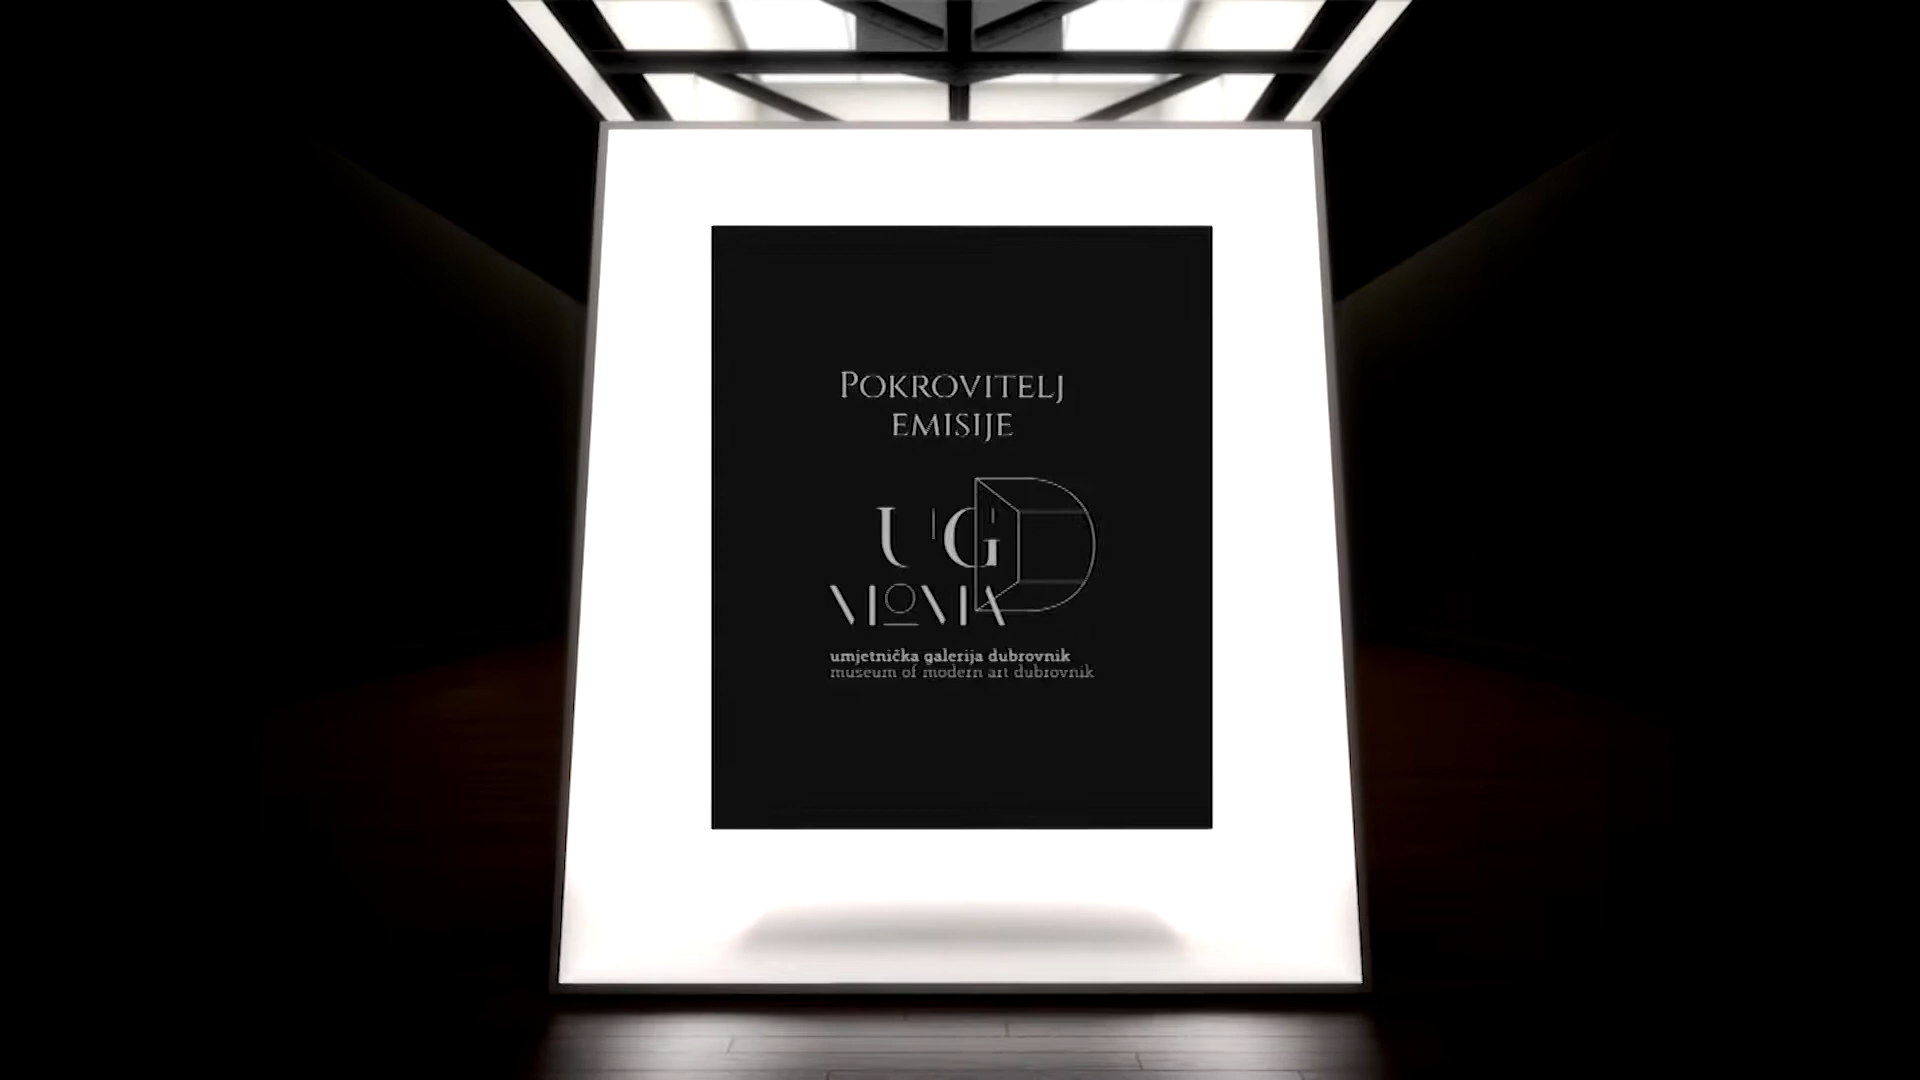 POKROVITELJ
EMISIJE
UGD
MOMA
umjetnička galerija dubrovnik
museum of modern art dubrovnik